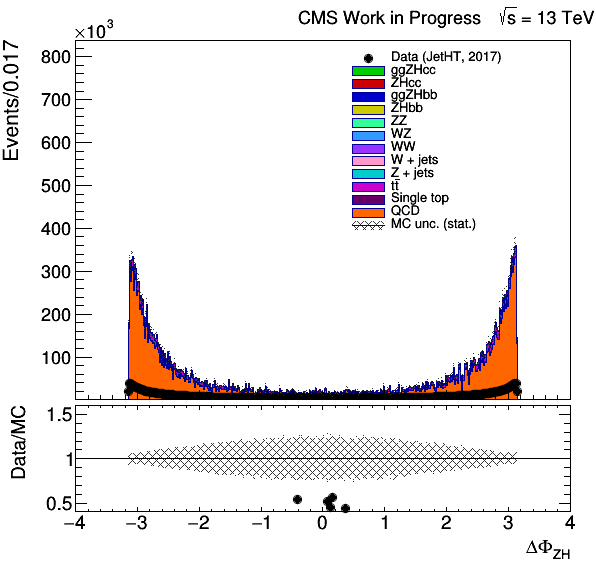 CMS Work in Progress √s = 13 TeV
×10³
Events/0.017
800
700
600
500
400
300
200
100
Data (JetHT, 2017)
ggZHcc
ZHcc
ggZHbb
ZHbb
ZZ
WZ
WW
W + jets
Z + jets
tt̄
Single top
QCD
MC unc. (stat.)
Data/MC
1.5
1
0.5
−4 −3 −2 −1 0 1 2 3 4
ΔΦ_ZH